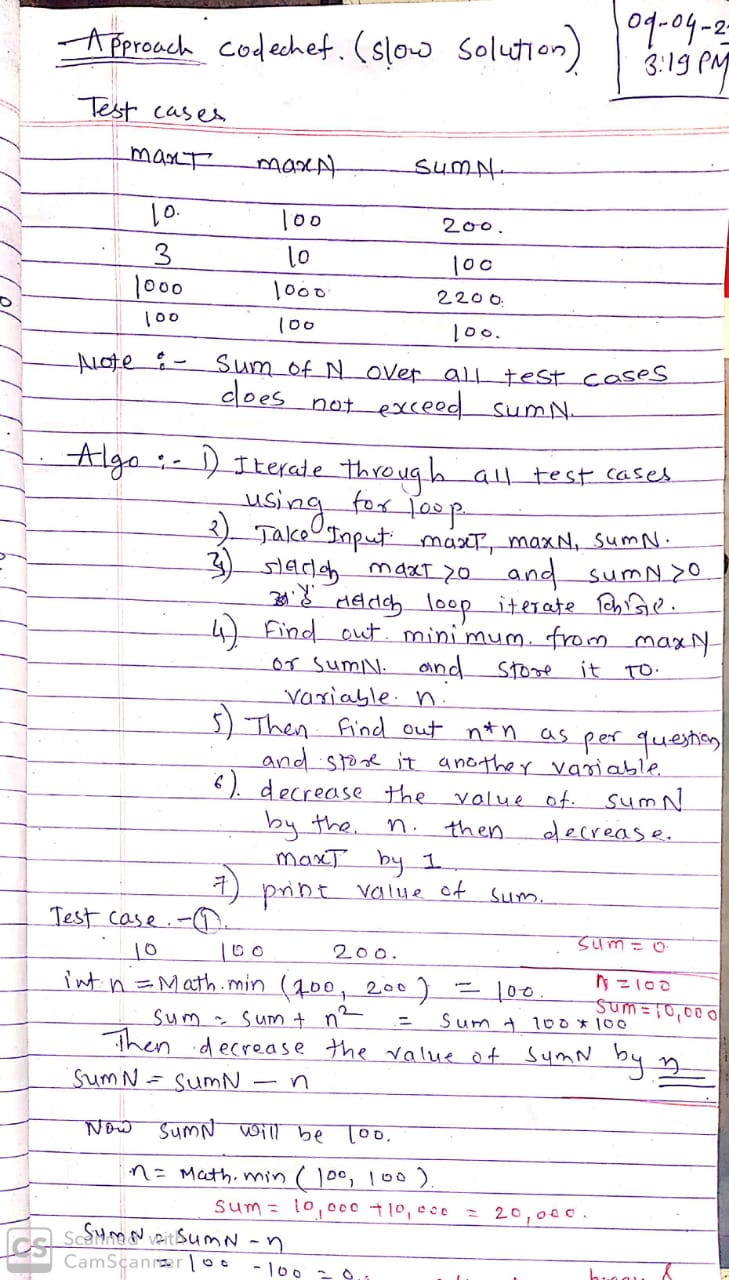 Approach codechef. (slow solution)
09-04-2
3:19 PM
Test cases
maxT maxN sumN.
10. 100 200.
3 10 100
1000 1000 2200.
100 100 100.
Note :- Sum of N over all test cases
does not exceed sumN.
Algo :- 1) Iterate through all test cases
using for loop.
2) Take Input maxT, maxN, sumN.
3) maxT >0 and sumN >0
loop iterate
4) Find out minimum from maxN
or sumN. and store it To.
variable. n.
5) Then Find out n*n as per question
and store it another variable.
6). decrease the value of. sumN
by the. n. then decrease.
maxT by 1
7) print value of sum.
Test case. -①.
10 100 200.
sum = 0
int n = Math.min (100, 200) = 100.
n = 100
sum = sum + n² = sum + 100 * 100
sum = 10,000
Then decrease the value of sumN by n
sumN = sumN - n
Now sumN will be 100.
n = Math.min (100, 100)
sum = 10,000 + 10,000 = 20,000.
sumN = sumN - n
= 100 - 100 = 0.
CS Scanned with
CamScanner